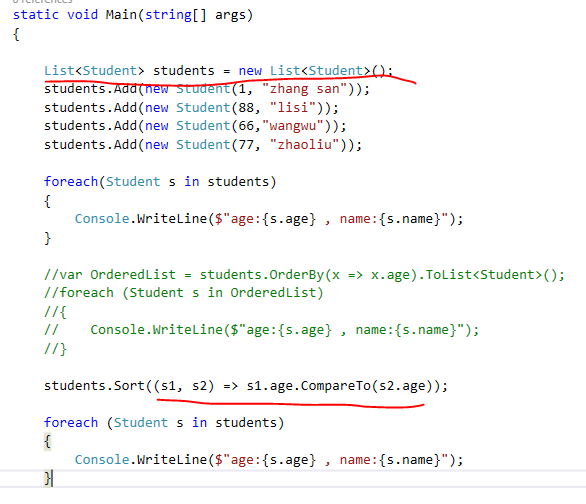 static void Main(string[] args)
{
List<Student> students = new List<Student>();
students.Add(new Student(1, "zhang san"));
students.Add(new Student(88, "lisi"));
students.Add(new Student(66,"wangwu"));
students.Add(new Student(77, "zhaoliu"));
foreach(Student s in students)
{
Console.WriteLine($"age:{s.age} , name:{s.name}");
}
//var OrderedList = students.OrderBy(x => x.age).ToList<Student>();
//foreach (Student s in OrderedList)
//{
//    Console.WriteLine($"age:{s.age} , name:{s.name}");
//}
students.Sort((s1, s2) => s1.age.CompareTo(s2.age));
foreach (Student s in students)
{
Console.WriteLine($"age:{s.age} , name:{s.name}");
}